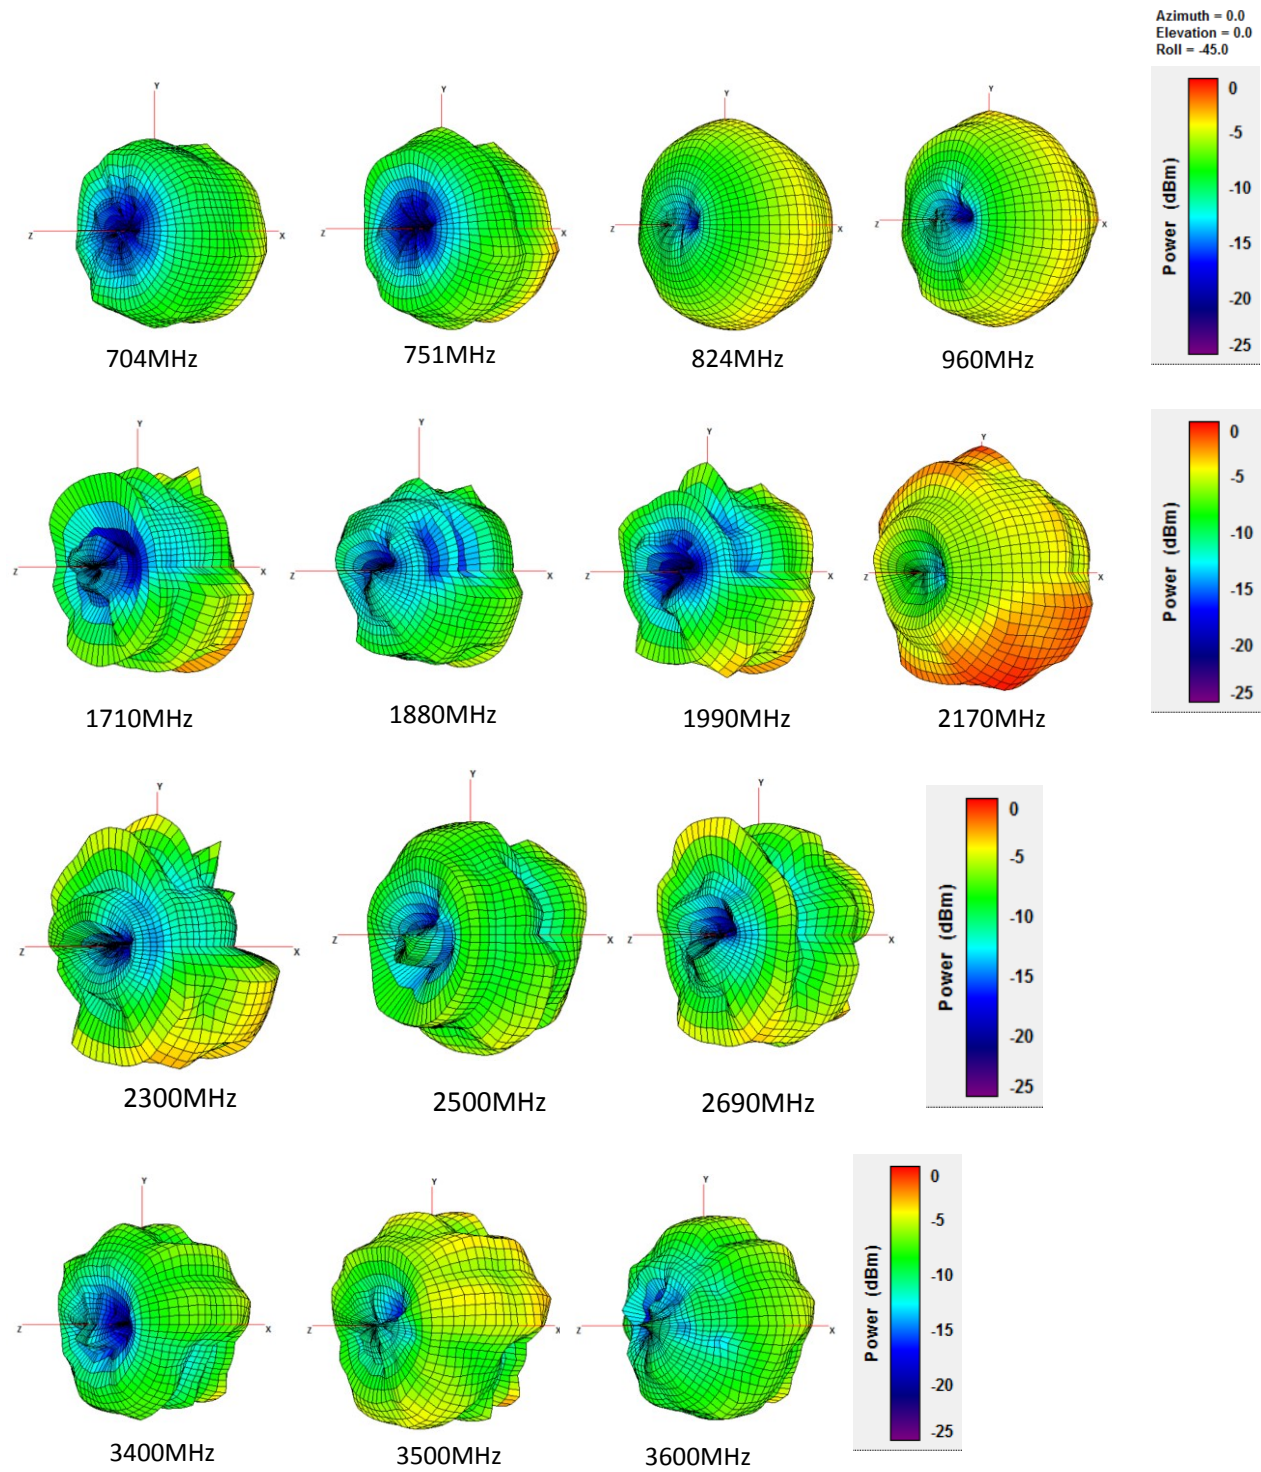 Azimuth = 0.0
Elevation = 0.0
Roll = -45.0
Y
Z
X
704MHz
Y
Z
X
751MHz
Y
Z
X
824MHz
Y
Z
X
960MHz
Power (dBm)
0
-5
-10
-15
-20
-25
Y
Z
X
1710MHz
Y
Z
X
1880MHz
Y
Z
X
1990MHz
Y
Z
X
2170MHz
Power (dBm)
0
-5
-10
-15
-20
-25
Y
Z
X
2300MHz
Y
Z
X
2500MHz
Y
Z
X
2690MHz
Power (dBm)
0
-5
-10
-15
-20
-25
Y
Z
X
3400MHz
Y
Z
X
3500MHz
Y
Z
X
3600MHz
Power (dBm)
0
-5
-10
-15
-20
-25